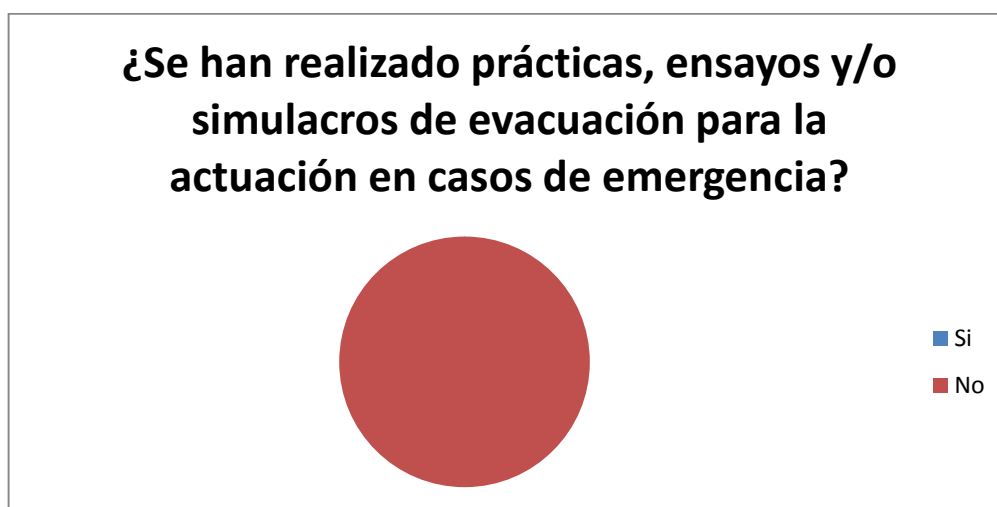 ¿Se han realizado prácticas, ensayos y/o
simulacros de evacuación para la
actuación en casos de emergencia?
Si
No